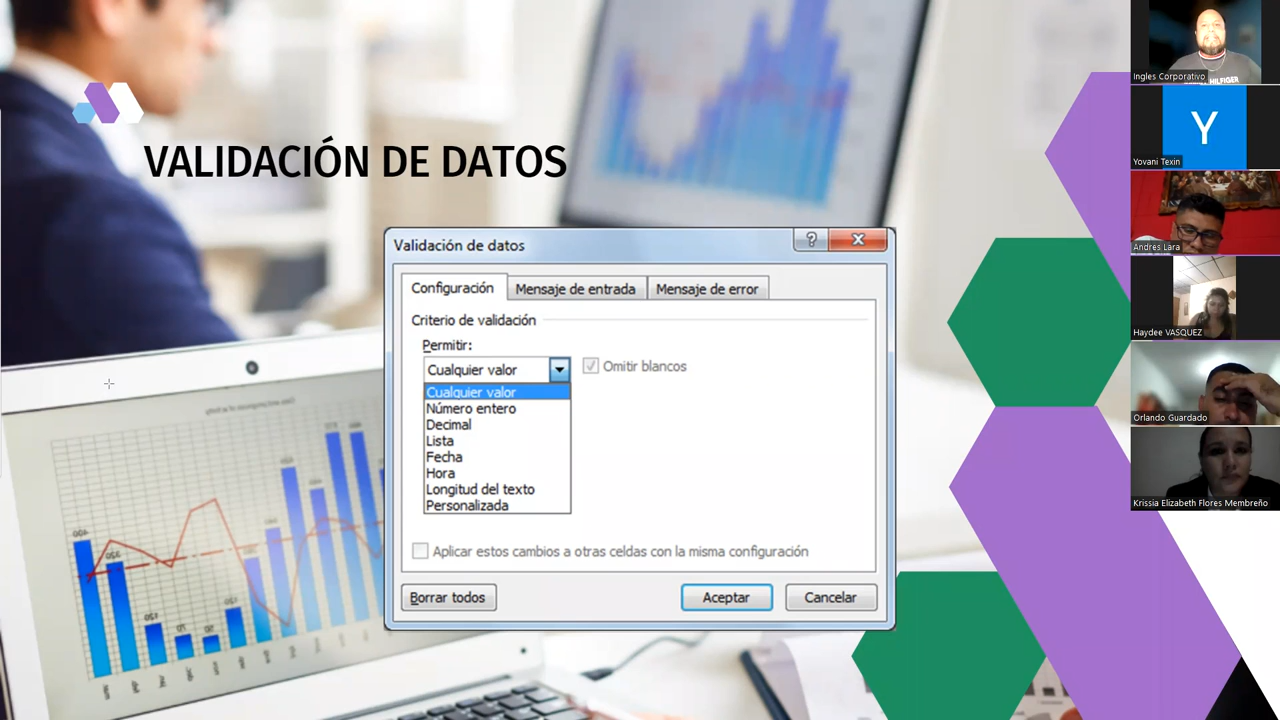 VALIDACIÓN DE DATOS
Validación de datos
Configuración
Mensaje de entrada
Mensaje de error
Criterio de validación
Permitir:
Cualquier valor
Omitir blancos
Cualquier valor
Número entero
Decimal
Lista
Fecha
Hora
Longitud del texto
Personalizada
Aplicar estos cambios a otras celdas con la misma configuración
Borrar todos
Aceptar
Cancelar
HILFIGER
Ingles Corporativo
Y
Yovani Texin
Andres Lara
Haydee VASQUEZ
Orlando Guardado
Krissia Elizabeth Flores Membreño